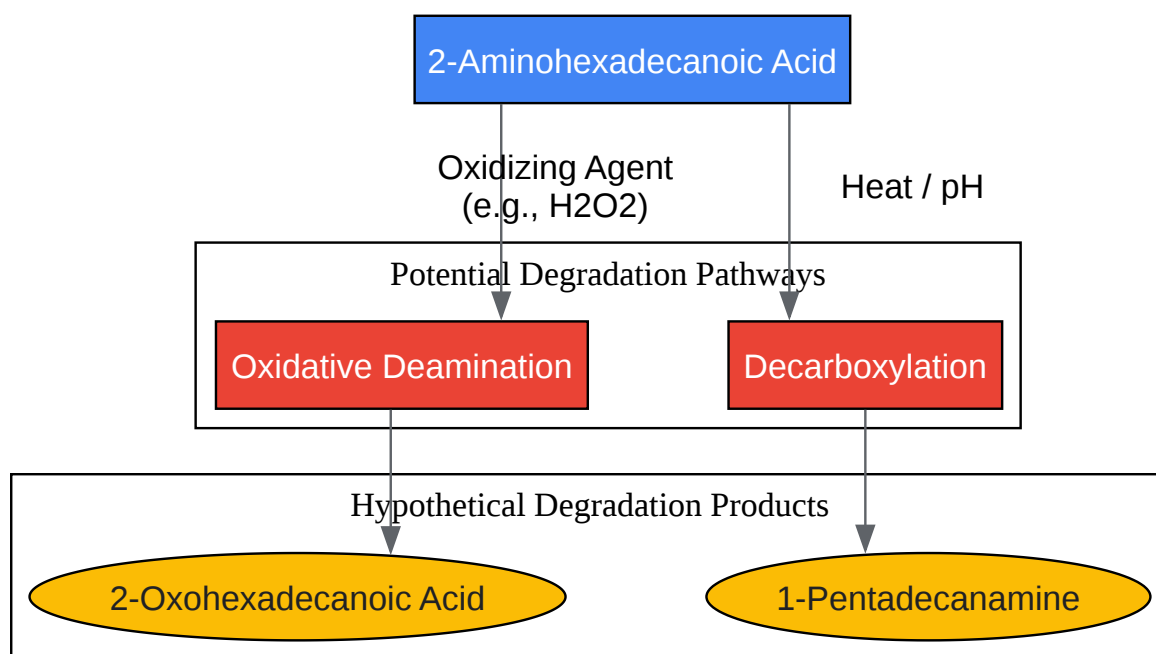 2-Aminohexadecanoic Acid
Oxidizing Agent
(e.g., H2O2)
Heat / pH
Potential Degradation Pathways
Oxidative Deamination
Decarboxylation
Hypothetical Degradation Products
2-Oxohexadecanoic Acid
1-Pentadecanamine